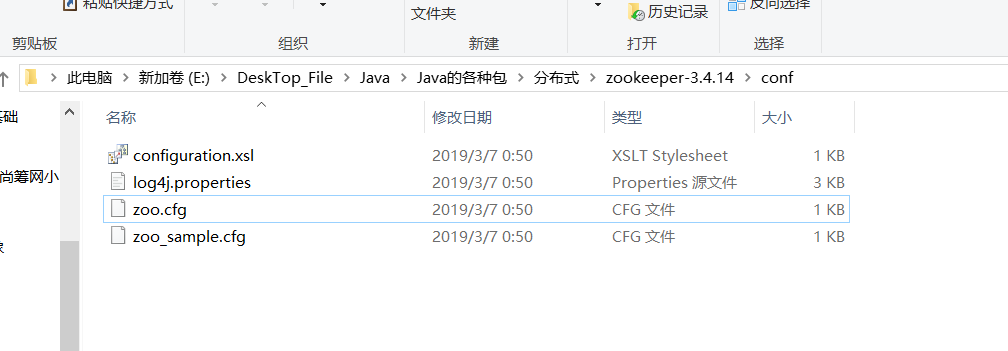 粘贴快捷方式
文件夹
历史记录
反向选择
剪贴板 组织 新建 打开 选择
此电脑 新加卷 (E:) DeskTop_File Java Java的各种包 分布式 zookeeper-3.4.14 conf
名称 修改日期 类型 大小
基础
configuration.xsl 2019/3/7 0:50 XSLT Stylesheet 1 KB
尚筹网小
log4j.properties 2019/3/7 0:50 Properties 源文件 3 KB
zoo.cfg 2019/3/7 0:50 CFG 文件 1 KB
zoo_sample.cfg 2019/3/7 0:50 CFG 文件 1 KB